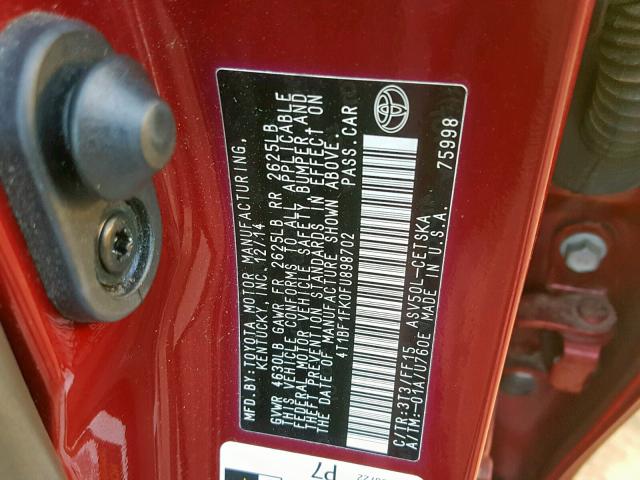 MFD.BY: TOYOTA MOTOR MANUFACTURING,
KENTUCKY, INC. 12/14
GVWR 4630LB GAWR FR 2625LB RR 2625LB
THIS VEHICLE CONFORMS TO ALL APPLICABLE
FEDERAL MOTOR VEHICLE SAFETY BUMPER, AND
THEFT PREVENTION STANDARDS IN EFFECT ON
THE DATE OF MANUFACTURE SHOWN ABOVE.
4T1BF1FK0FU898702 PASS. CAR
C/TR:3T3/FF15 ASV50L-CETSKA
A/TM:-01A/U760E MADE IN U.S.A. 75998
P7